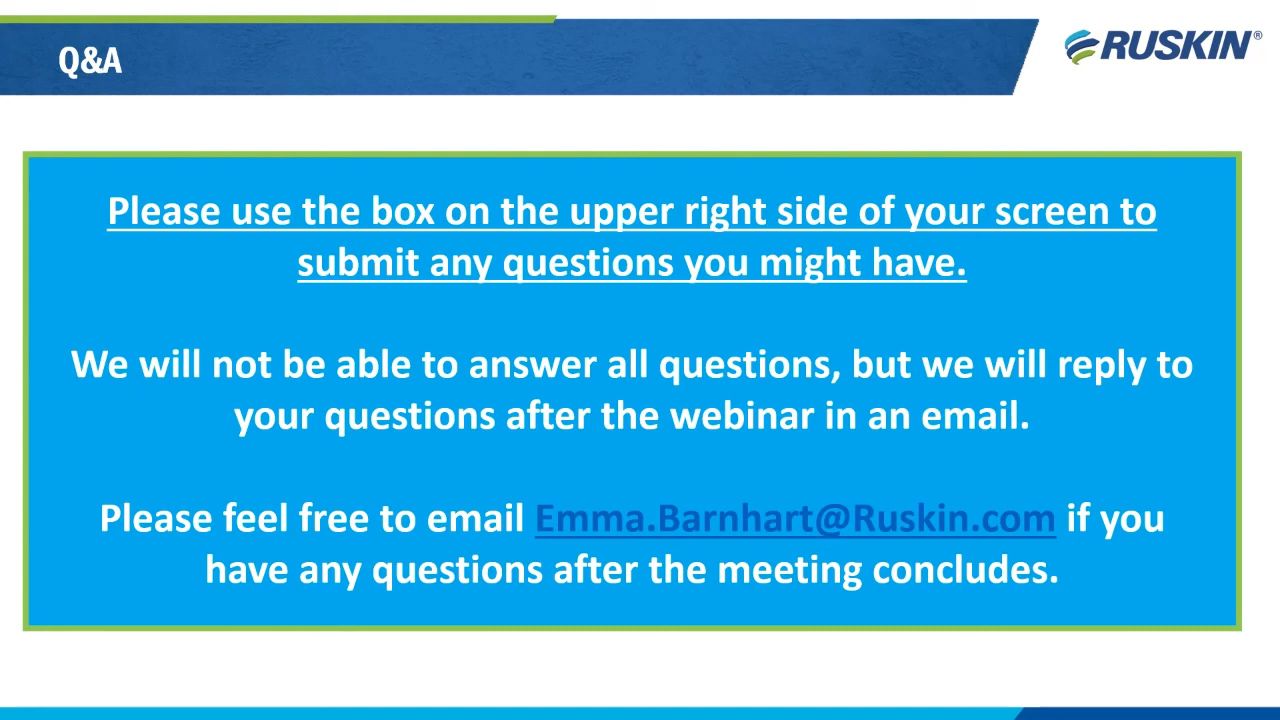 Q&A
RUSKIN®
Please use the box on the upper right side of your screen to
submit any questions you might have.
We will not be able to answer all questions, but we will reply to
your questions after the webinar in an email.
Please feel free to email Emma.Barnhart@Ruskin.com if you
have any questions after the meeting concludes.